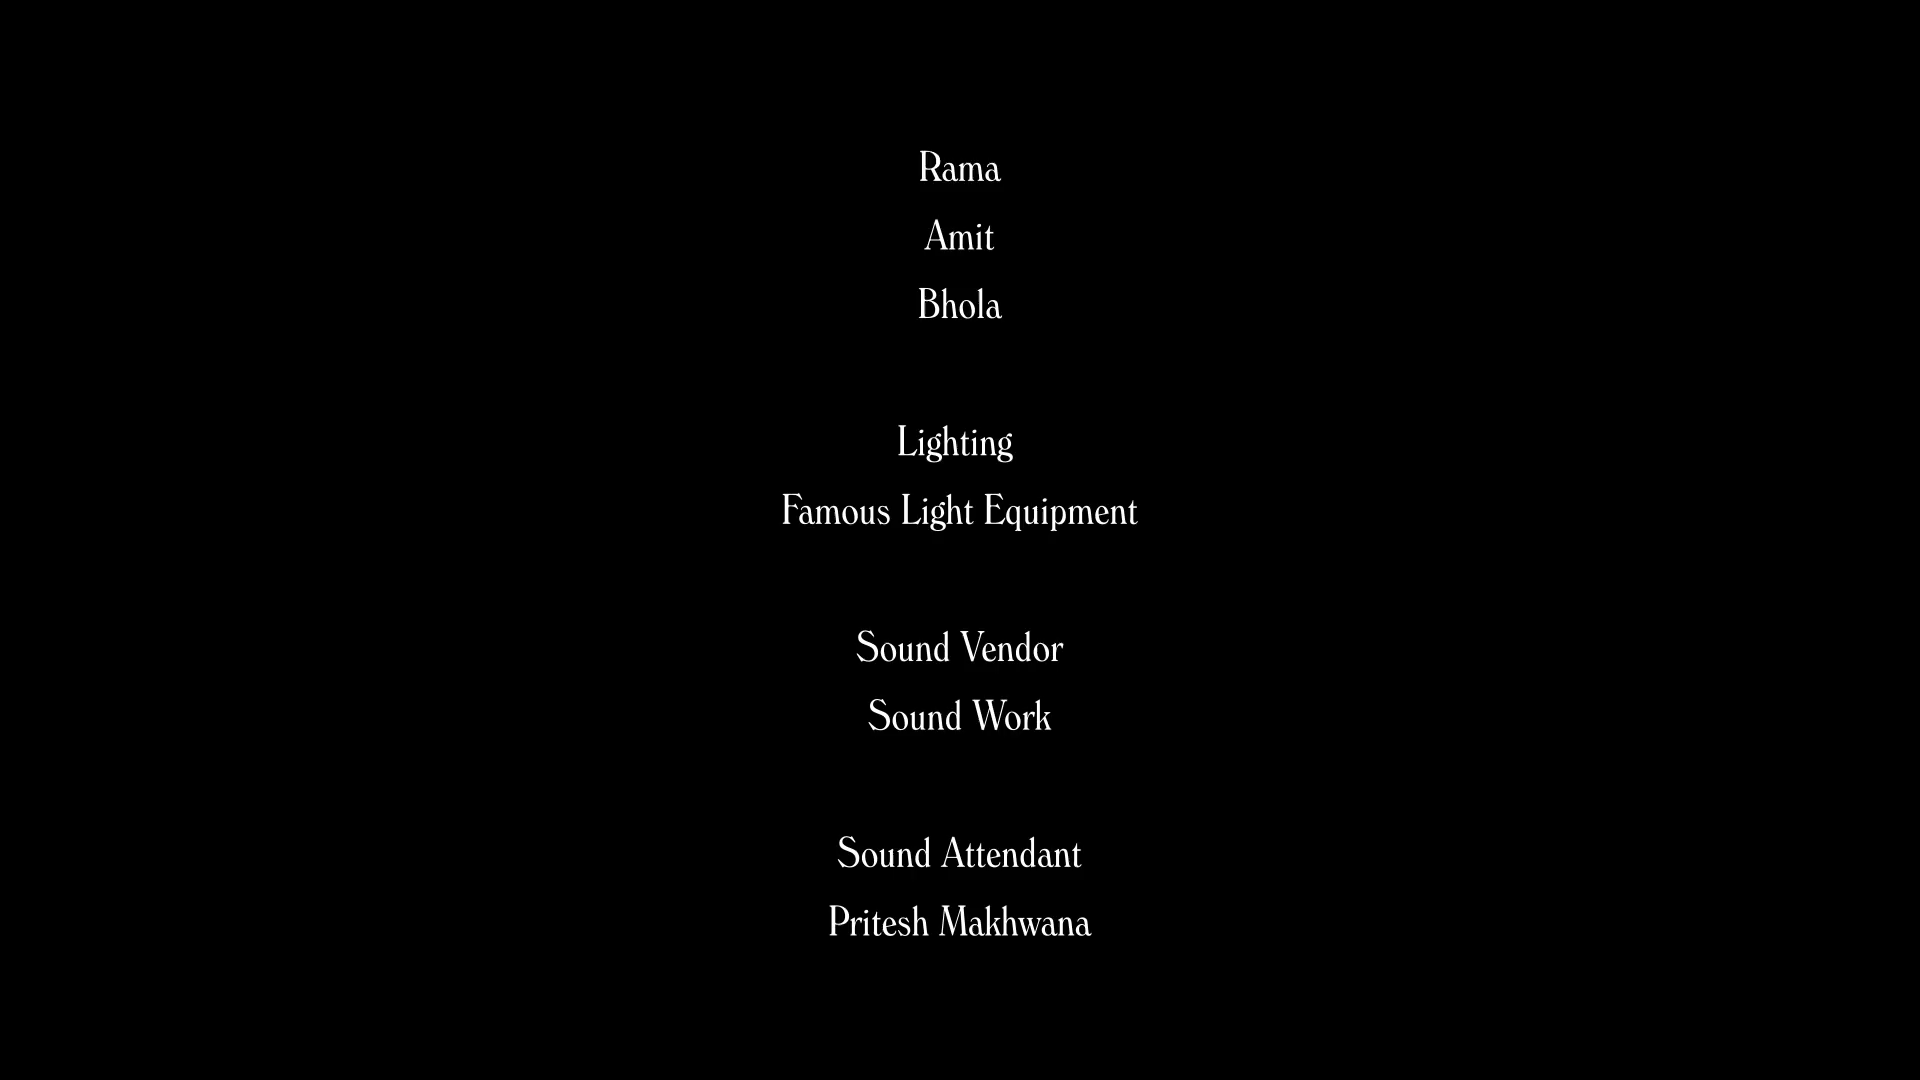 Rama
Amit
Bhola
Lighting
Famous Light Equipment
Sound Vendor
Sound Work
Sound Attendant
Pritesh Makhwana